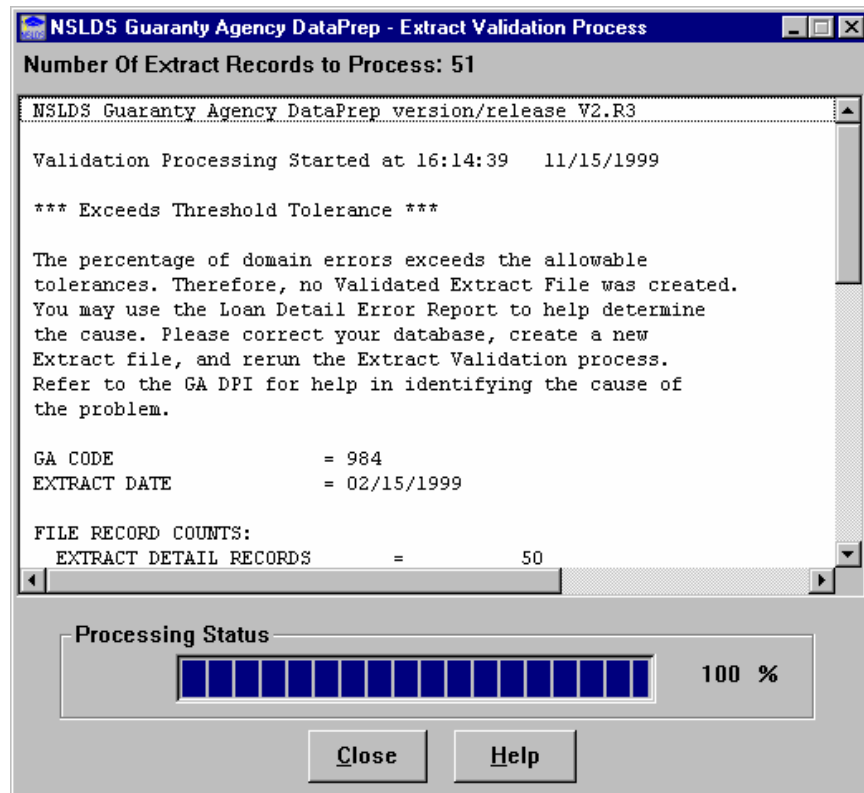 NSLDS Guaranty Agency DataPrep - Extract Validation Process
Number Of Extract Records to Process: 51
NSLDS Guaranty Agency DataPrep version/release V2.R3
Validation Processing Started at 16:14:39 11/15/1999
*** Exceeds Threshold Tolerance ***
The percentage of domain errors exceeds the allowable
tolerances. Therefore, no Validated Extract File was created.
You may use the Loan Detail Error Report to help determine
the cause. Please correct your database, create a new
Extract file, and rerun the Extract Validation process.
Refer to the GA DPI for help in identifying the cause of
the problem.
GA CODE = 984
EXTRACT DATE = 02/15/1999
FILE RECORD COUNTS:
EXTRACT DETAIL RECORDS = 50
Processing Status
100 %
Close Help